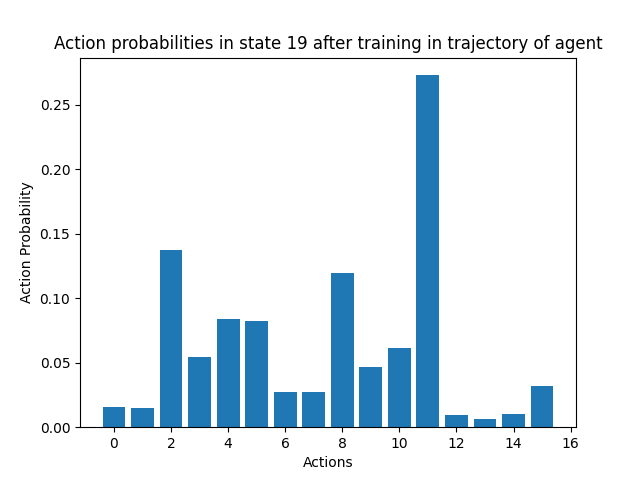 Action probabilities in state 19 after training in trajectory of agent
0.25
0.20
0.15
0.10
0.05
0.00
Action Probability
0 2 4 6 8 10 12 14 16
Actions